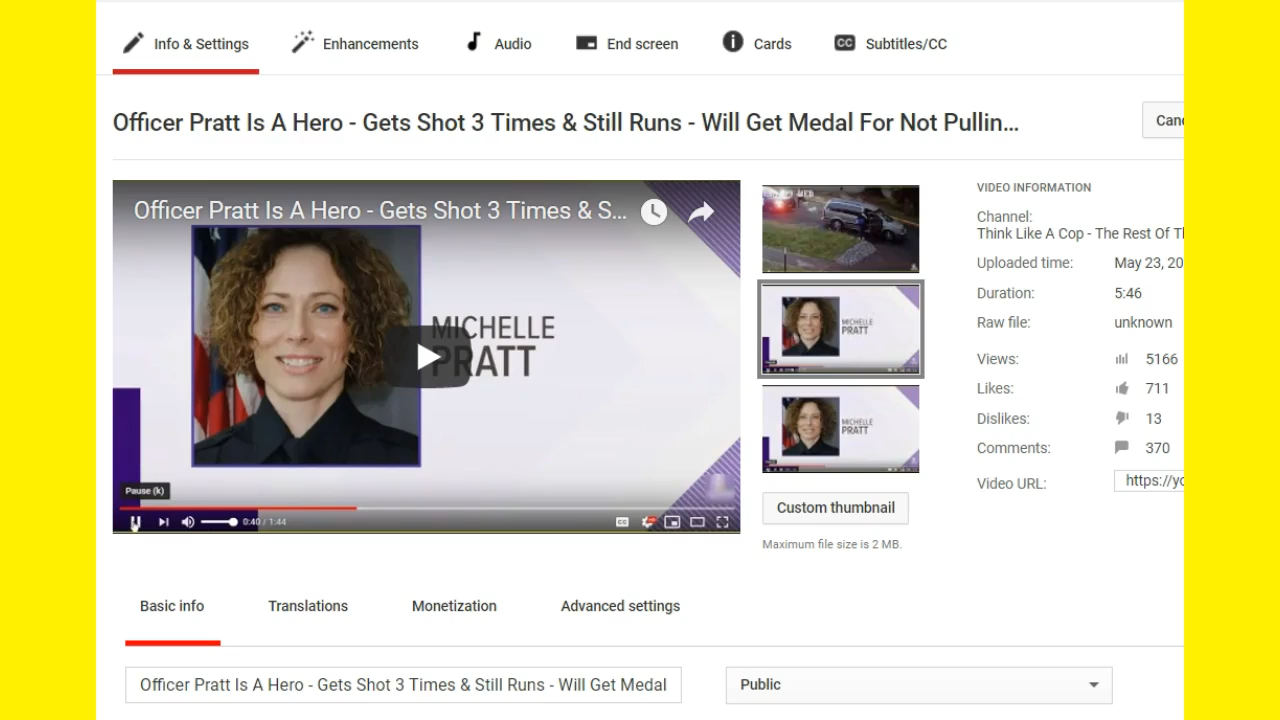 Info & Settings
Enhancements
Audio
End screen
Cards
CC
Subtitles/CC
Officer Pratt Is A Hero - Gets Shot 3 Times & Still Runs - Will Get Medal For Not Pullin...
Canc
Officer Pratt Is A Hero - Gets Shot 3 Times & S...
MICHELLE
PRATT
Pause (k)
0:40 / 1:44
MICHELLE
PRATT
MICHELLE
PRATT
Custom thumbnail
Maximum file size is 2 MB.
VIDEO INFORMATION
Channel:
Think Like A Cop - The Rest Of Th
Uploaded time: May 23, 20
Duration: 5:46
Raw file: unknown
Views: 5166
Likes: 711
Dislikes: 13
Comments: 370
Video URL: https://yo
Basic info
Translations
Monetization
Advanced settings
Officer Pratt Is A Hero - Gets Shot 3 Times & Still Runs - Will Get Medal
Public